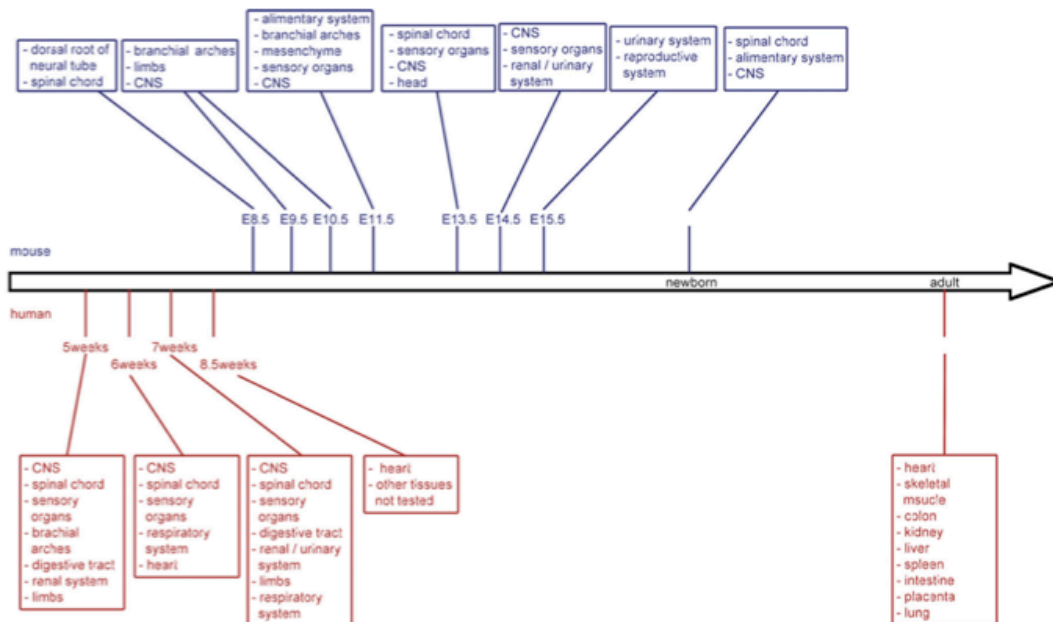 - dorsal root of
neural tube
- spinal chord
- branchial arches
- limbs
- CNS
- alimentary system
- branchial arches
- mesenchyme
- sensory organs
- CNS
- spinal chord
- sensory organs
- CNS
- head
- CNS
- sensory organs
- renal / urinary
system
- urinary system
- reproductive
system
- spinal chord
- alimentary system
- CNS
E8.5
E9.5
E10.5
E11.5
E13.5
E14.5
E15.5
mouse
newborn
adult
human
5weeks
6weeks
7weeks
8.5weeks
- CNS
- spinal chord
- sensory
organs
- brachial
arches
- digestive tract
- renal system
- limbs
- CNS
- spinal chord
- sensory
organs
- respiratory
system
- heart
- CNS
- spinal chord
- sensory
organs
- digestive tract
- renal / urinary
system
- limbs
- respiratory
system
- heart
- other tissues
not tested
- heart
- skeletal
msucle
- colon
- kidney
- liver
- spleen
- intestine
- placenta
- lung